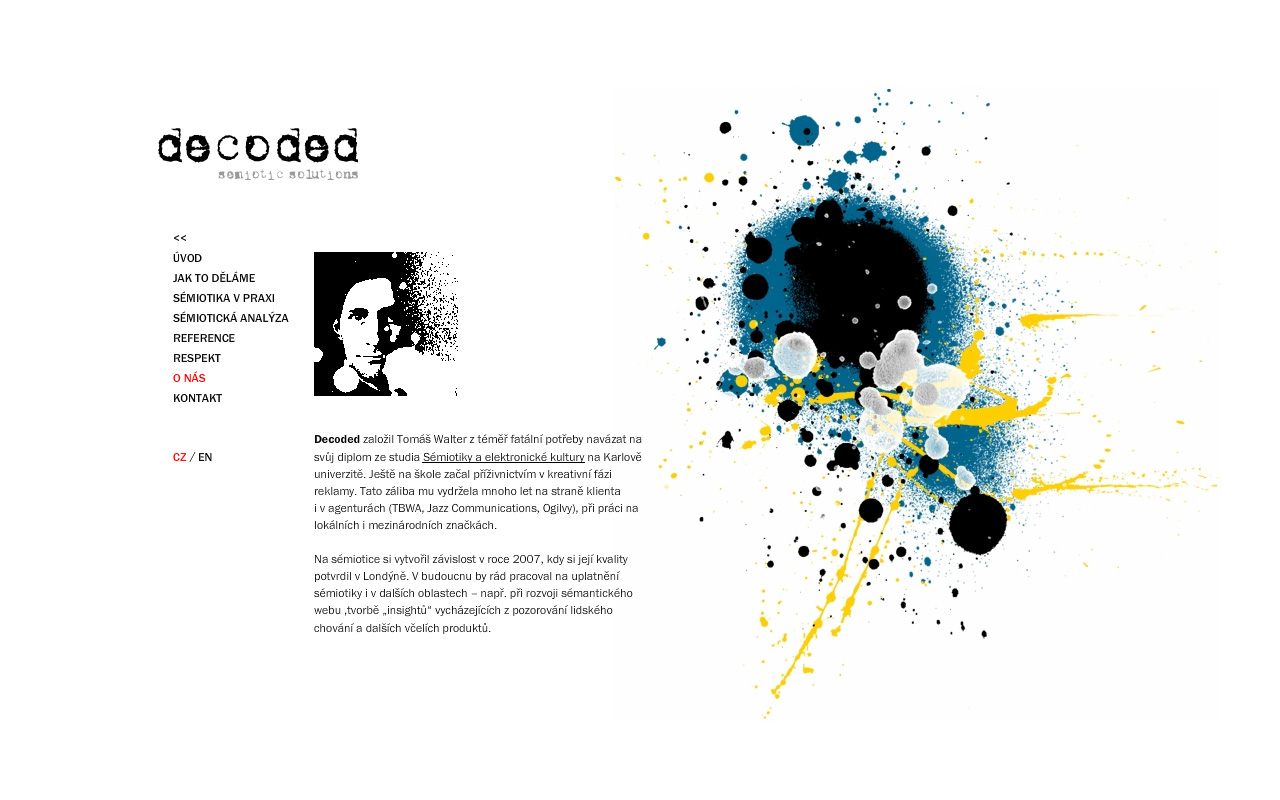 decoded
semiotic solutions
<<
ÚVOD
JAK TO DĚLÁME
SÉMIOTIKA V PRAXI
SÉMIOTICKÁ ANALÝZA
REFERENCE
RESPEKT
O NÁS
KONTAKT
CZ / EN
Decoded založil Tomáš Walter z téměř fatální potřeby navázat na
svůj diplom ze studia Sémiotiky a elektronické kultury na Karlově
univerzitě. Ještě na škole začal příživnictvím v kreativní fázi
reklamy. Tato záliba mu vydržela mnoho let na straně klienta
i v agenturách (TBWA, Jazz Communications, Ogilvy), při práci na
lokálních i mezinárodních značkách.
Na sémiotice si vytvořil závislost v roce 2007, kdy si její kvality
potvrdil v Londýně. V budoucnu by rád pracoval na uplatnění
sémiotiky i v dalších oblastech – např. při rozvoji sémantického
webu ,tvorbě „insightů“ vycházejících z pozorování lidského
chování a dalších včelích produktů.